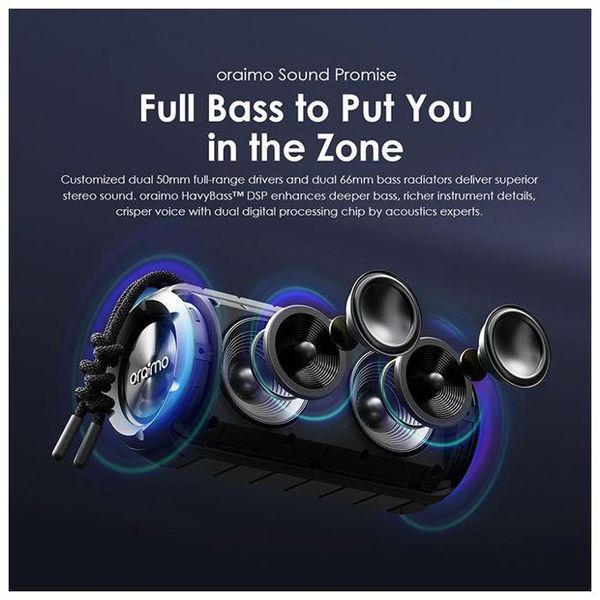 oraimo Sound Promise
Full Bass to Put You
in the Zone
Customized dual 50mm full-range drivers and dual 66mm bass radiators deliver superior
stereo sound. oraimo HavyBass™ DSP enhances deeper bass, richer instrument details,
crisper voice with dual digital processing chip by acoustics experts.
oraimo